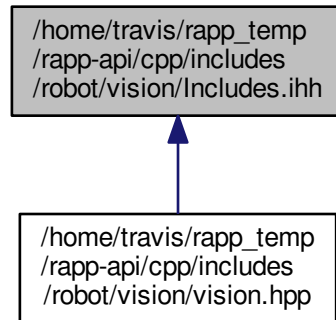 /home/travis/rapp_temp
/rapp-api/cpp/includes
/robot/vision/Includes.ihh
/home/travis/rapp_temp
/rapp-api/cpp/includes
/robot/vision/vision.hpp